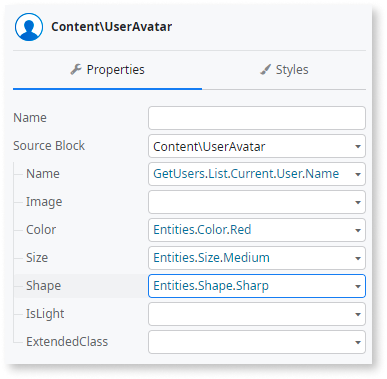 Content\UserAvatar
Properties Styles
Name
Source Block Content\UserAvatar
Name GetUsers.List.Current.User.Name
Image
Color Entities.Color.Red
Size Entities.Size.Medium
Shape Entities.Shape.Sharp
IsLight
ExtendedClass